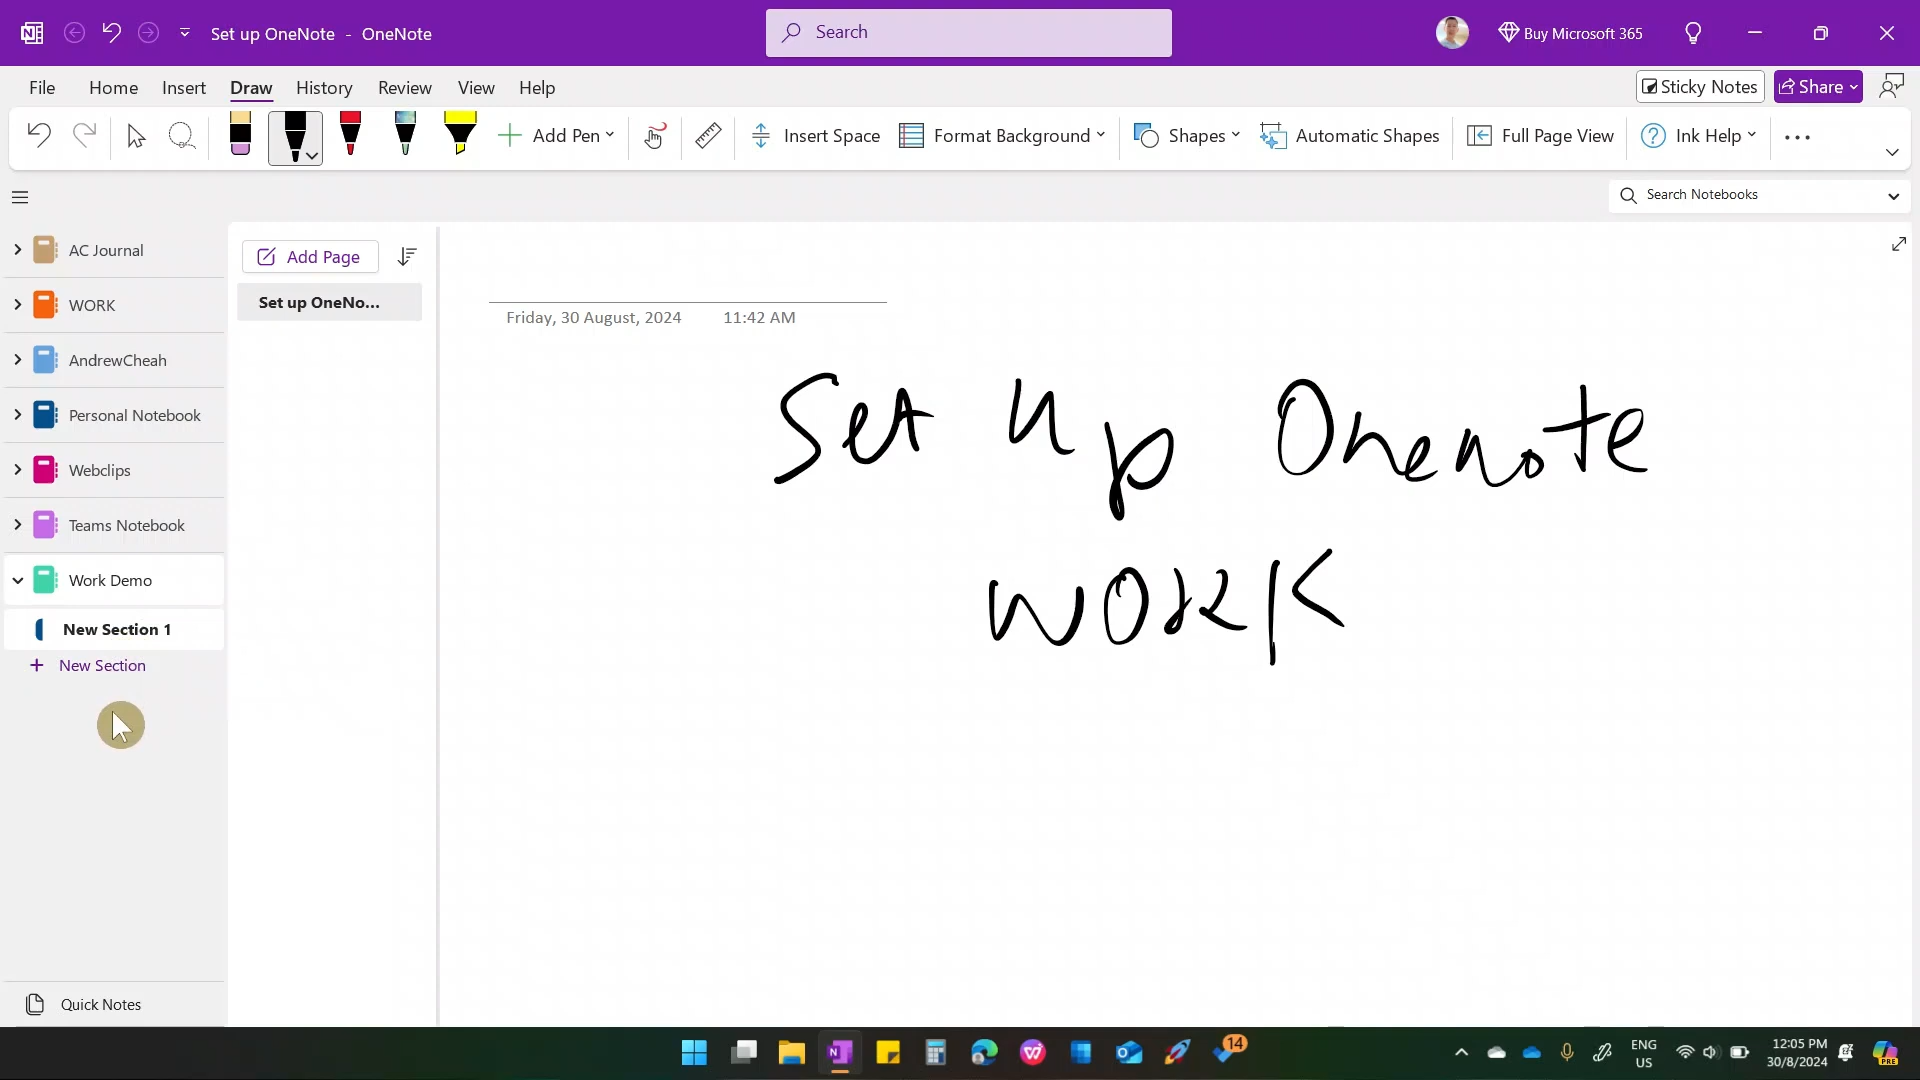 Set up OneNote - OneNote
Search
Buy Microsoft 365
File Home Insert Draw History Review View Help
Sticky Notes
Share
Add Pen
Insert Space
Format Background
Shapes
Automatic Shapes
Full Page View
Ink Help
Search Notebooks
AC Journal
WORK
AndrewCheah
Personal Notebook
Webclips
Teams Notebook
Work Demo
New Section 1
New Section
Quick Notes
Add Page
Set up OneNo...
Friday, 30 August, 2024 11:42 AM
Set Up Onenote
WORK
14
ENG
US
12:05 PM
30/8/2024
PRE